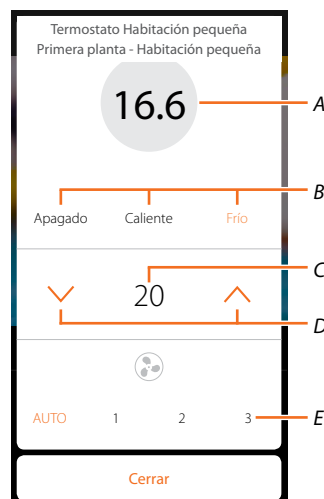 Termostato Habitación pequeña
Primera planta - Habitación pequeña
16.6
A
B
Apagado Caliente Frío
C
20
D
AUTO 1 2 3
E
Cerrar